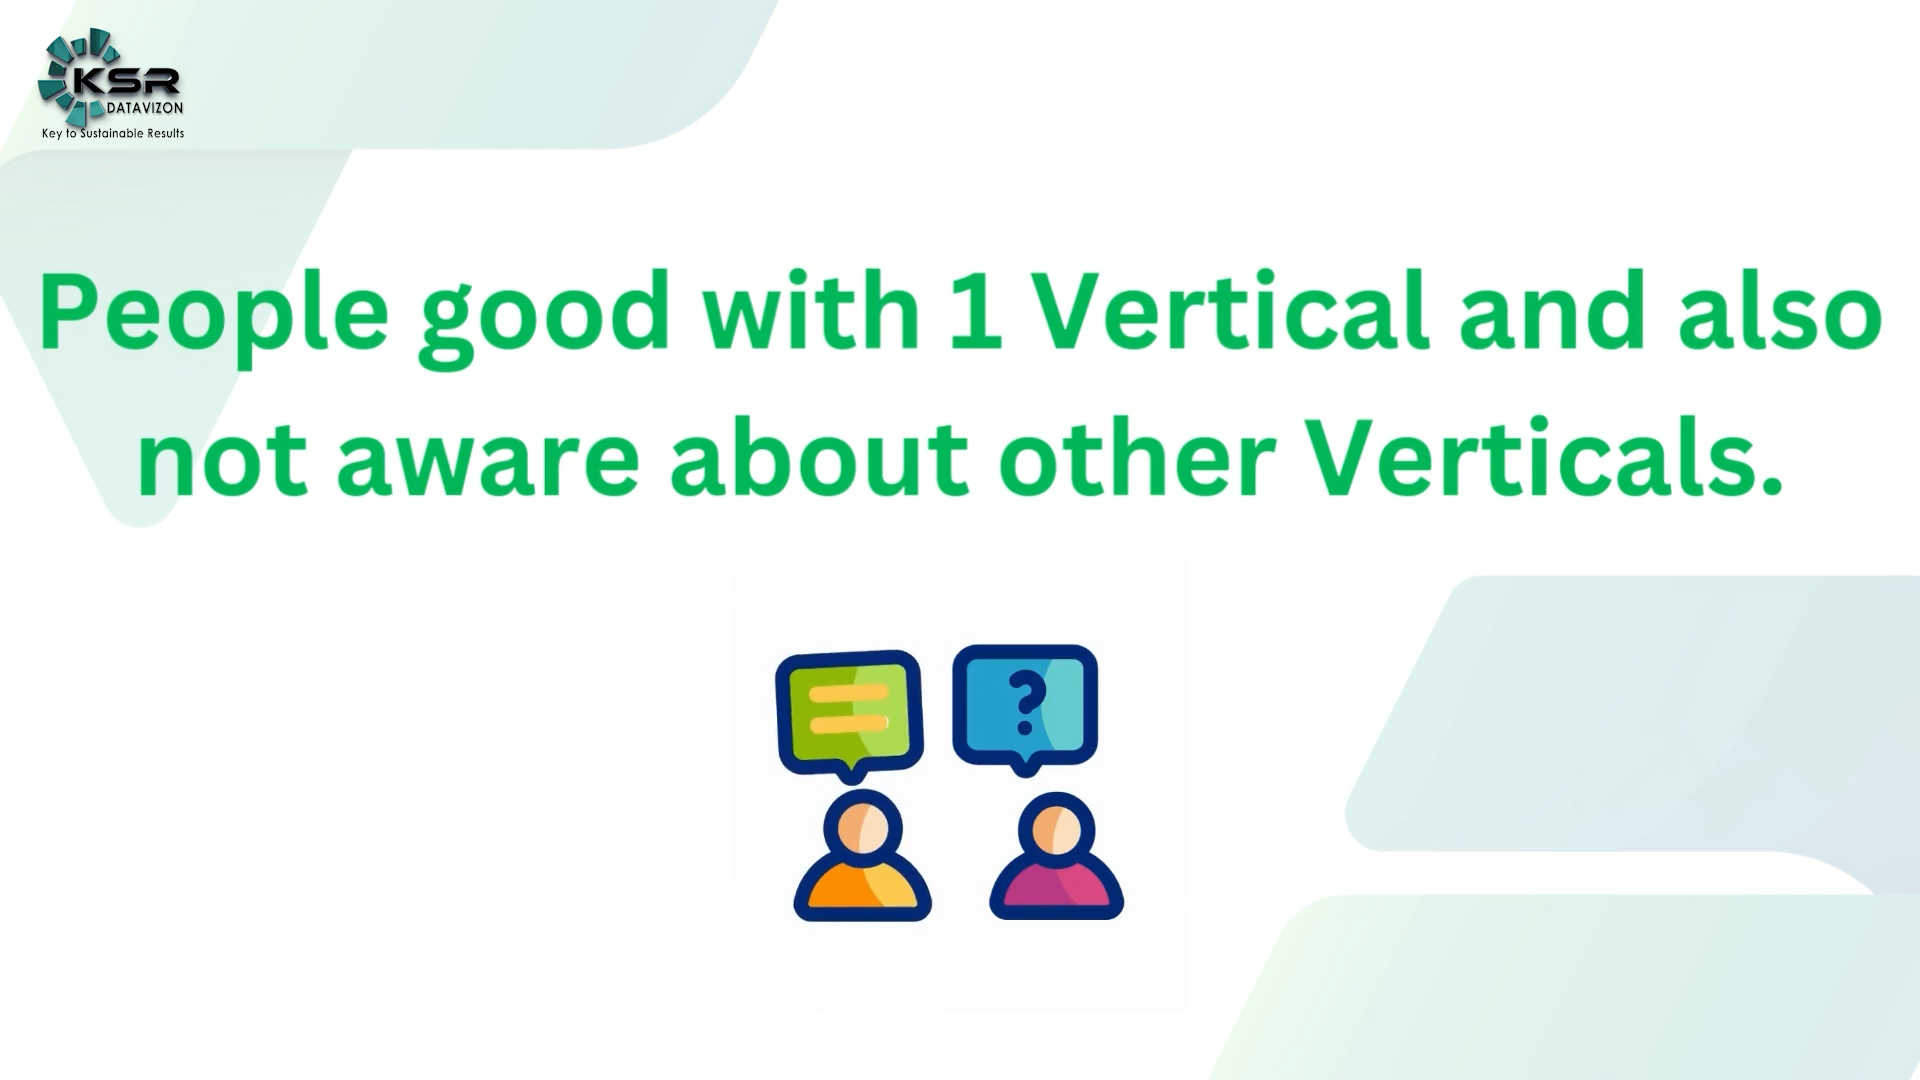 KSR
DATAVIZON
Key to Sustainable Results
People good with 1 Vertical and also
not aware about other Verticals.
?